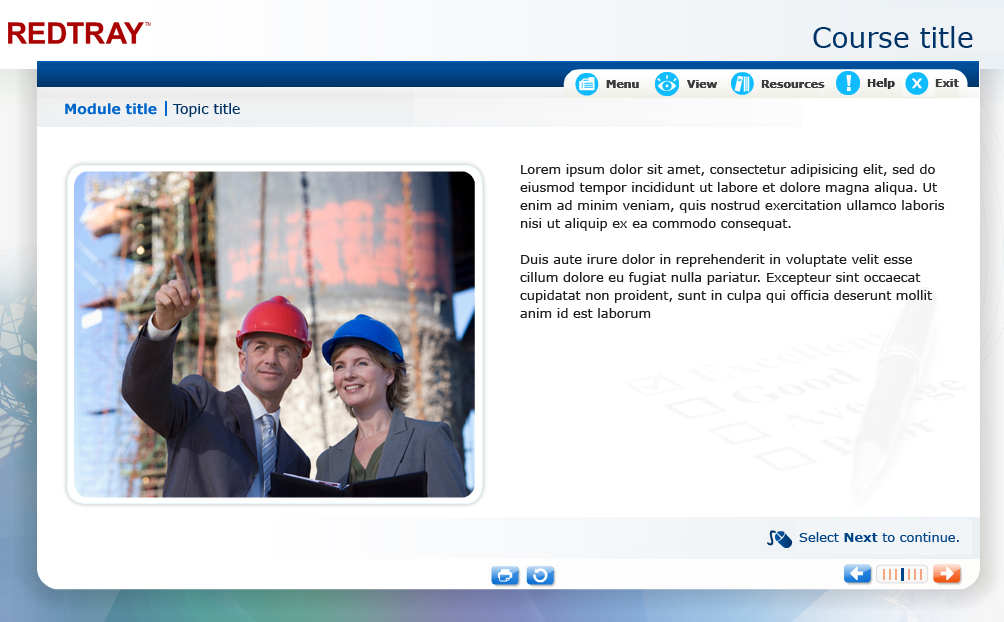 REDTRAY™
Course title
Menu View Resources Help Exit
Module title | Topic title
Lorem ipsum dolor sit amet, consectetur adipisicing elit, sed do
eiusmod tempor incididunt ut labore et dolore magna aliqua. Ut
enim ad minim veniam, quis nostrud exercitation ullamco laboris
nisi ut aliquip ex ea commodo consequat.
Duis aute irure dolor in reprehenderit in voluptate velit esse
cillum dolore eu fugiat nulla pariatur. Excepteur sint occaecat
cupidatat non proident, sunt in culpa qui officia deserunt mollit
anim id est laborum
Good
Select Next to continue.